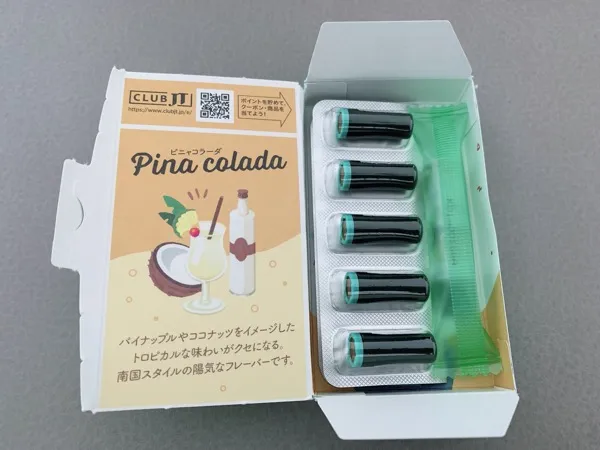 CLUB JT
https://www.clubjt.jp/e/
ポイントを貯めて
クーポン・商品を
当てよう!
ピニャコラーダ
Pina colada
パイナップルやココナッツをイメージした
トロピカルな味わいがクセになる。
南国スタイルの陽気なフレーバーです。